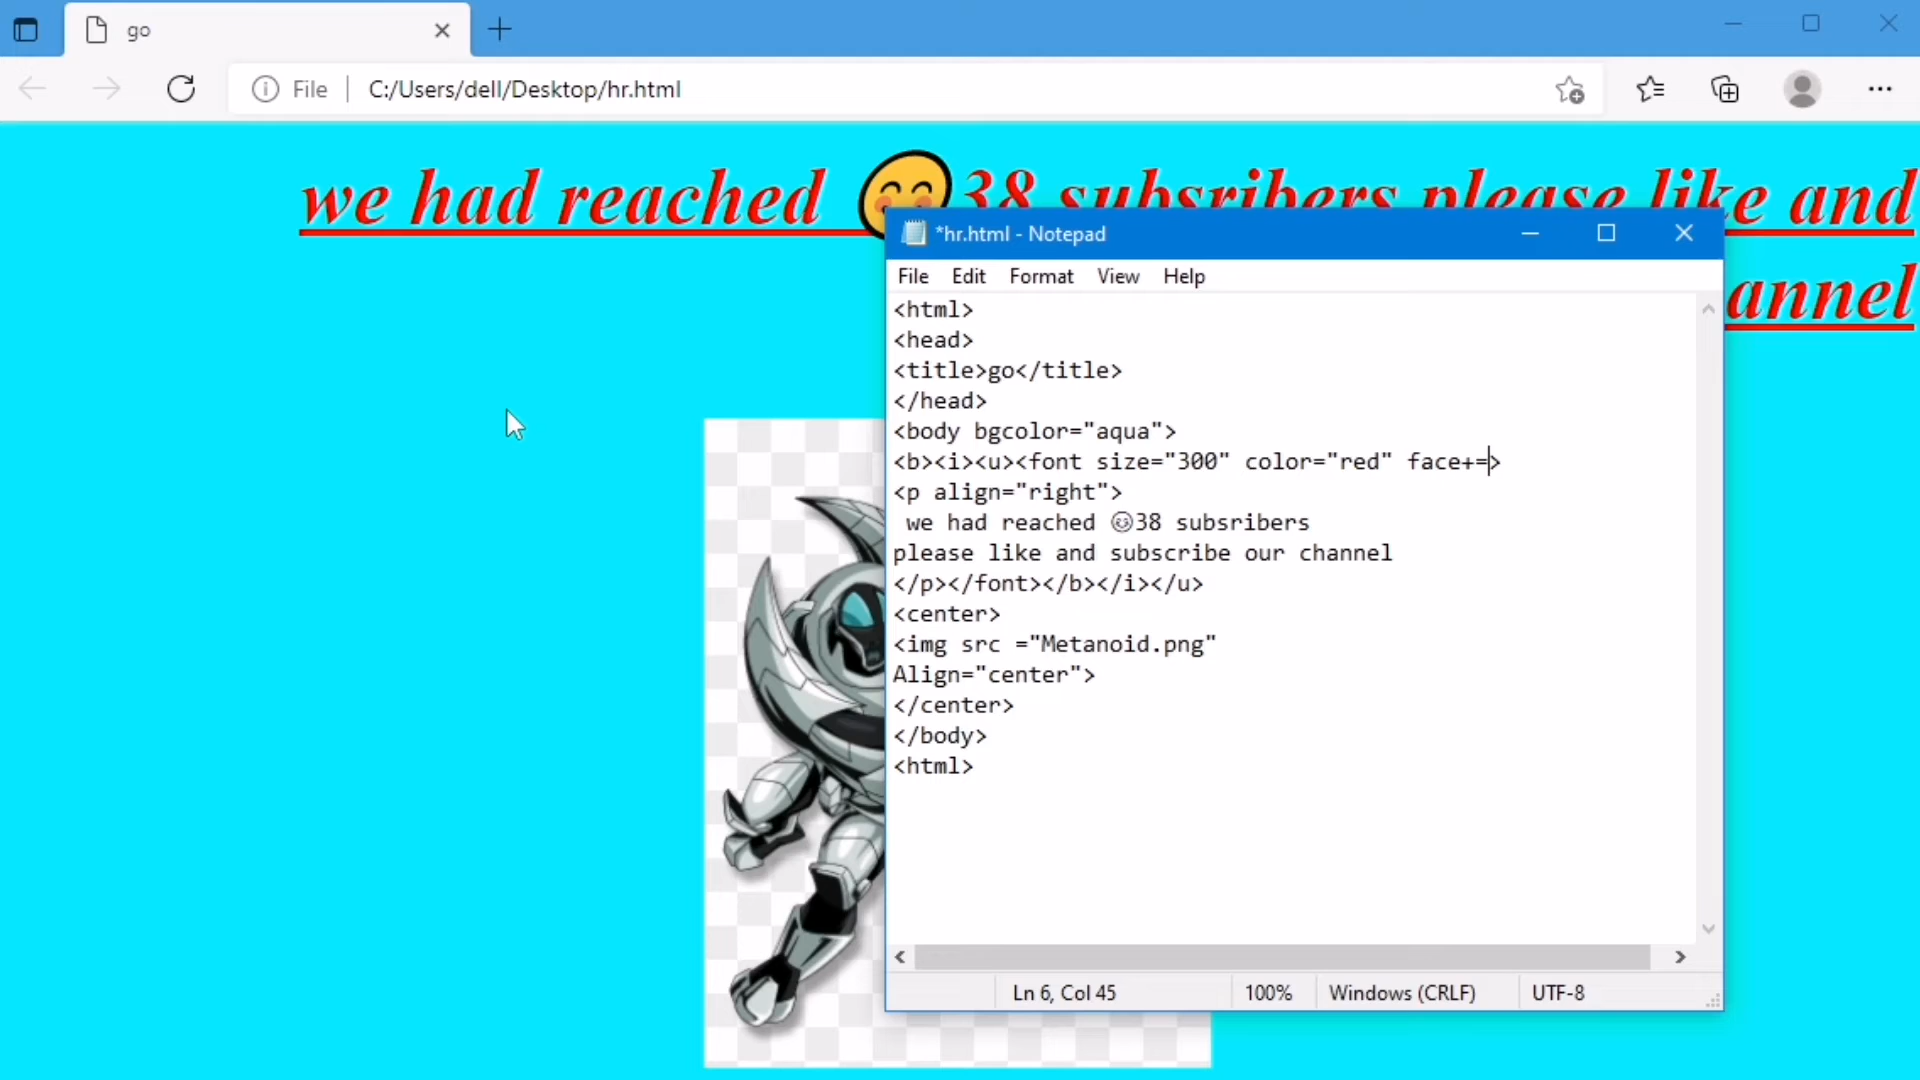 go
File
C:/Users/dell/Desktop/hr.html
we had reached 😊38 subsribers please like and
annel
*hr.html - Notepad
File Edit Format View Help
<html>
<head>
<title>go</title>
</head>
<body bgcolor="aqua">
<b><i><u><font size="300" color="red" face+=>
<p align="right">
we had reached 😊38 subsribers
please like and subscribe our channel
</p></font></b></i></u>
<center>
<img src ="Metanoid.png"
Align="center">
</center>
</body>
<html>
Ln 6, Col 45 100% Windows (CRLF) UTF-8